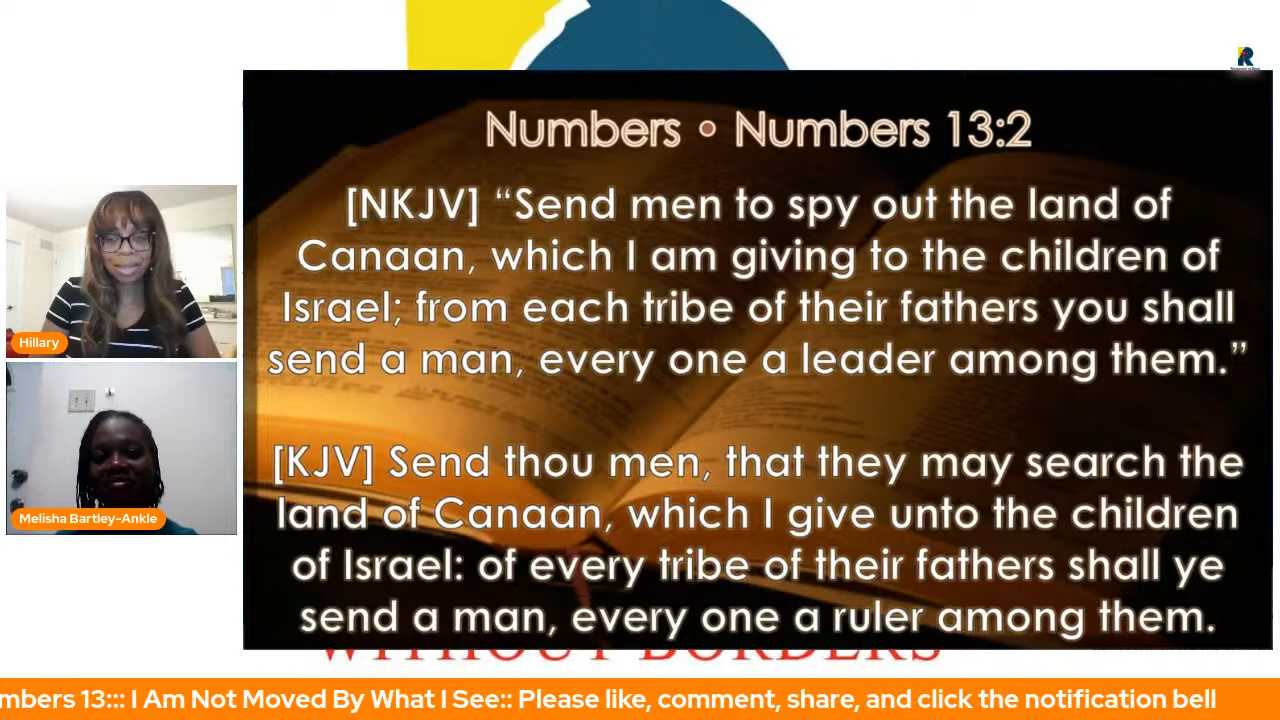 Numbers • Numbers 13:2
[NKJV] “Send men to spy out the land of
Canaan, which I am giving to the children of
Israel; from each tribe of their fathers you shall
send a man, every one a leader among them.”
[KJV] Send thou men, that they may search the
land of Canaan, which I give unto the children
of Israel: of every tribe of their fathers shall ye
send a man, every one a ruler among them.
Hillary
Melisha Bartley-Ankle
WITHOUT BORDERS
mbers 13::: I Am Not Moved By What I See:: Please like, comment, share, and click the notification bell